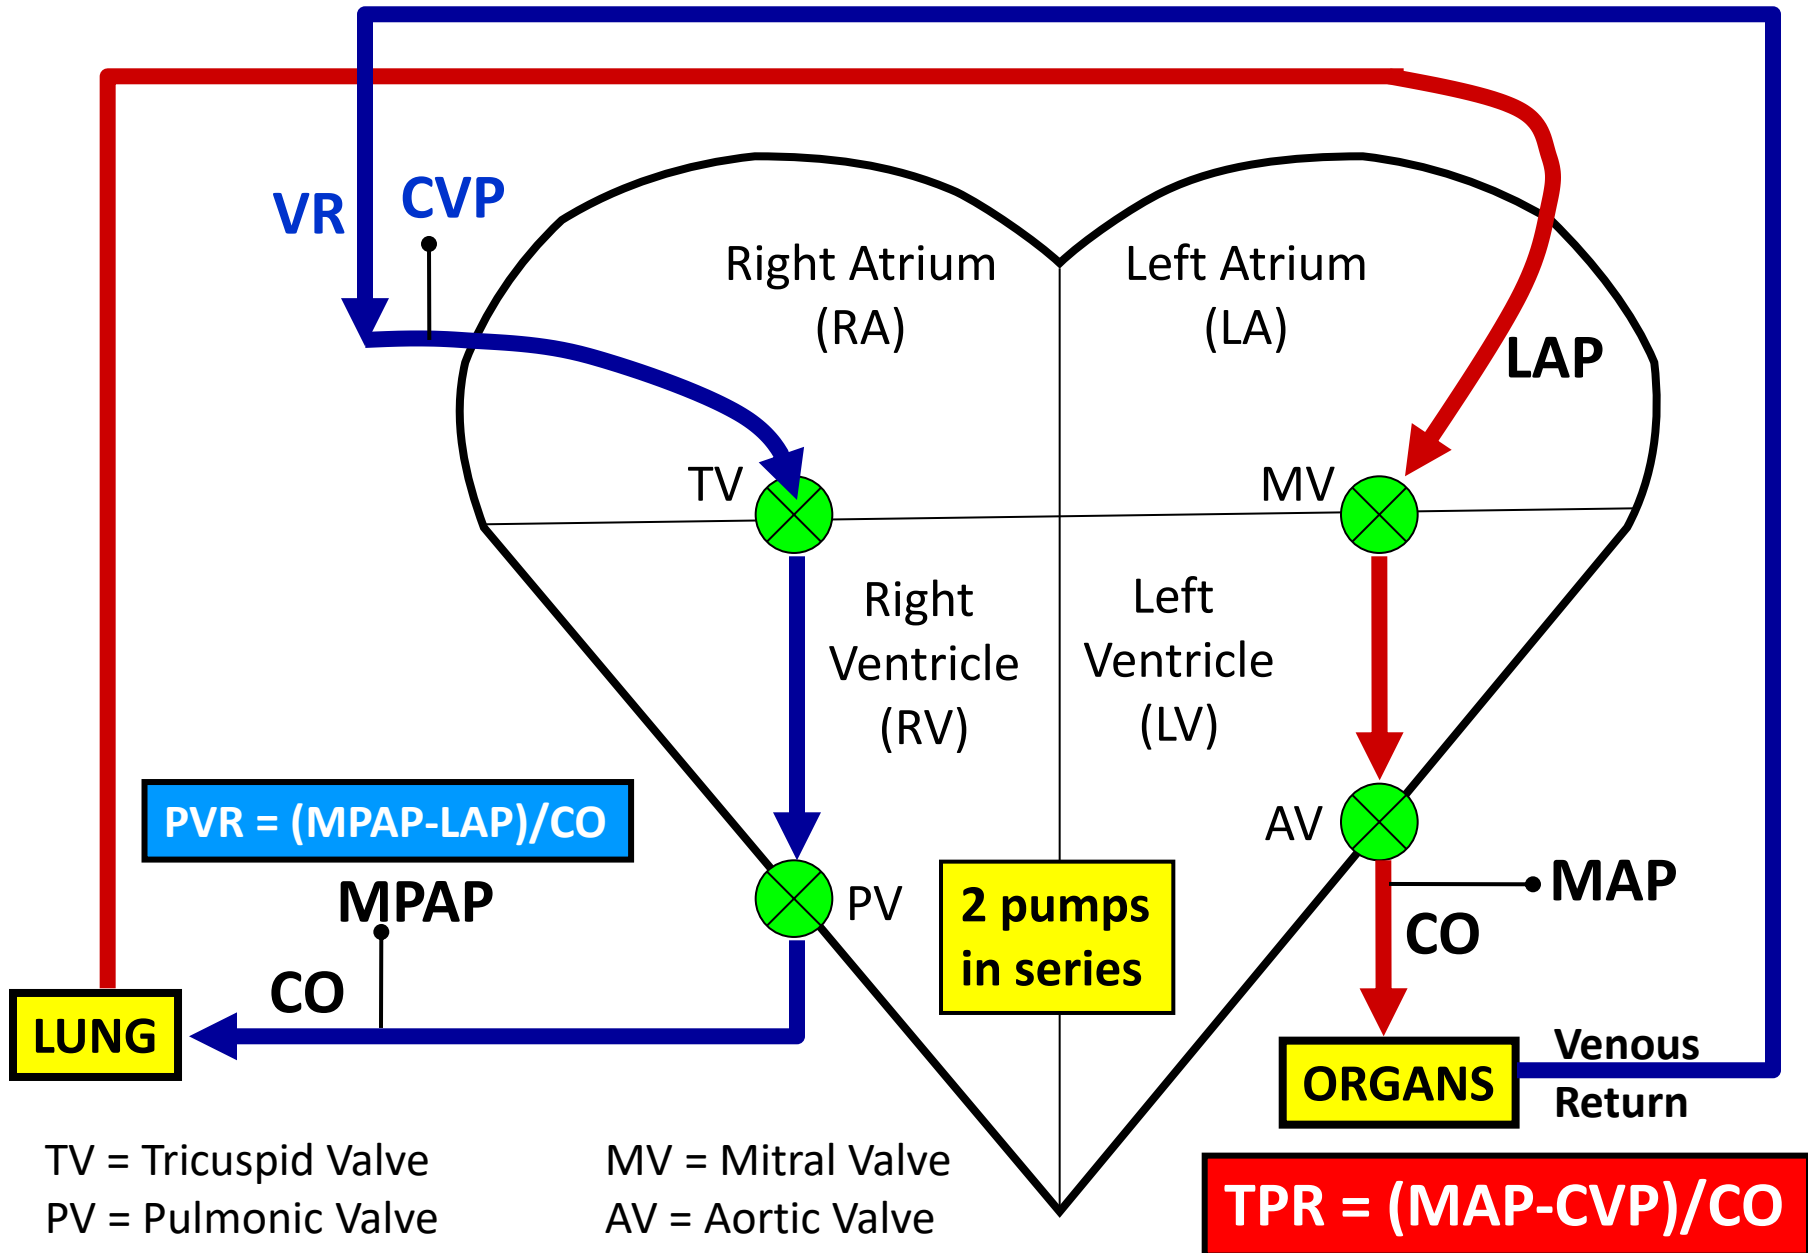 VR
CVP
Right Atrium
(RA)
Left Atrium
(LA)
LAP
TV
MV
Right
Ventricle
(RV)
Left
Ventricle
(LV)
PVR = (MPAP-LAP)/CO
MPAP
PV
AV
MAP
2 pumps
in series
CO
CO
LUNG
ORGANS
Venous
Return
TV = Tricuspid Valve
PV = Pulmonic Valve
MV = Mitral Valve
AV = Aortic Valve
TPR = (MAP-CVP)/CO